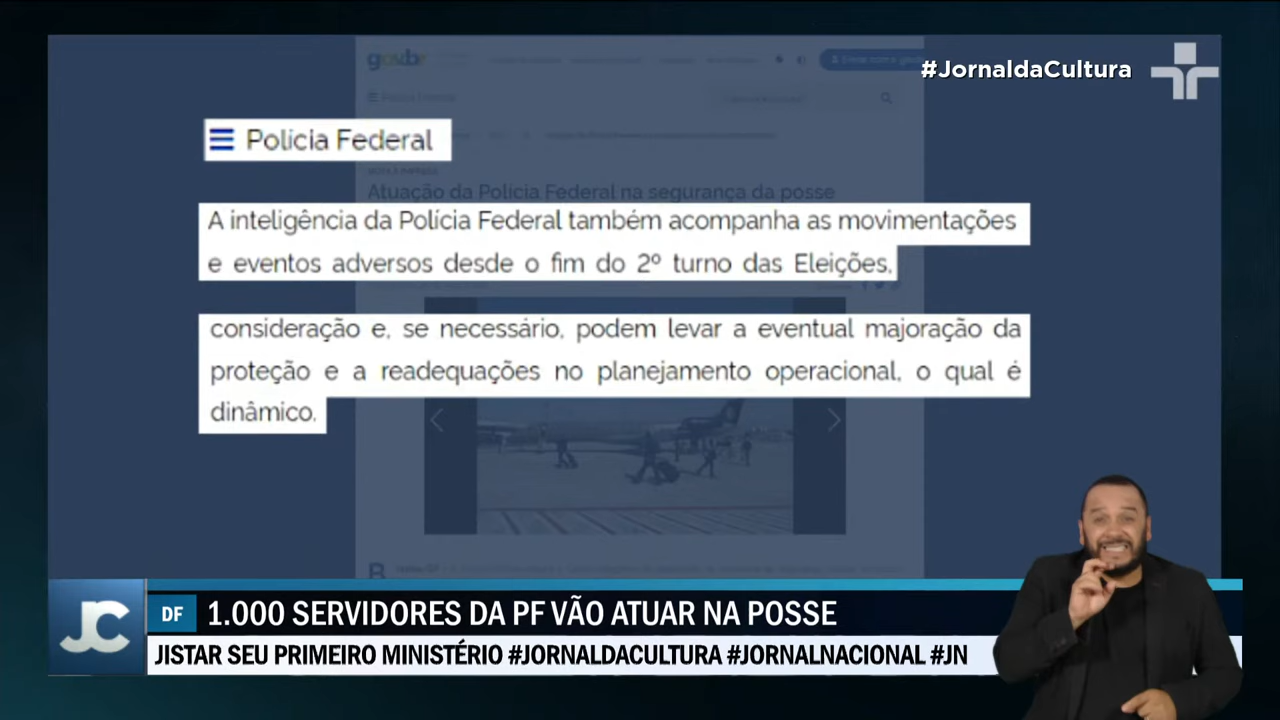 gov.br
#JornaldaCultura
Polícia Federal
Atuação da Polícia Federal na segurança da posse
A inteligência da Polícia Federal também acompanha as movimentações
e eventos adversos desde o fim do 2º turno das Eleições,
consideração e, se necessário, podem levar a eventual majoração da
proteção e a readequações no planejamento operacional, o qual é
dinâmico.
JC
DF
1.000 SERVIDORES DA PF VÃO ATUAR NA POSSE
JISTAR SEU PRIMEIRO MINISTÉRIO #JORNALDACULTURA #JORNALNACIONAL #JN